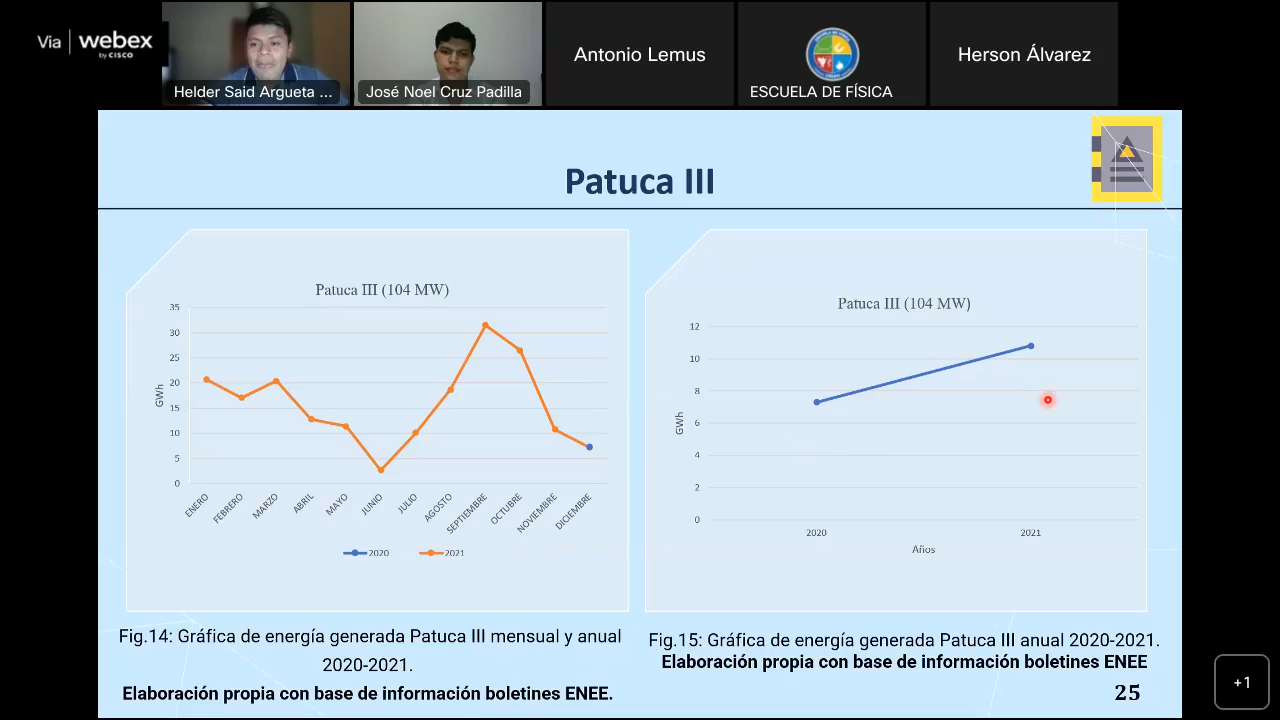 Via webex
by CISCO
Helder Said Argueta ...
José Noel Cruz Padilla
Antonio Lemus
ESCUELA DE FÍSICA
Herson Álvarez
Patuca III
Patuca III (104 MW)
35
30
25
20
15
10
5
0
GWh
ENERO
FEBRERO
MARZO
ABRIL
MAYO
JUNIO
JULIO
AGOSTO
SEPTIEMBRE
OCTUBRE
NOVIEMBRE
DICIEMBRE
2020
2021
Patuca III (104 MW)
12
10
8
6
4
2
0
GWh
2020
2021
Años
Fig.14: Gráfica de energía generada Patuca III mensual y anual
2020-2021.
Elaboración propia con base de información boletines ENEE.
Fig.15: Gráfica de energía generada Patuca III anual 2020-2021.
Elaboración propia con base de información boletines ENEE
25
+1